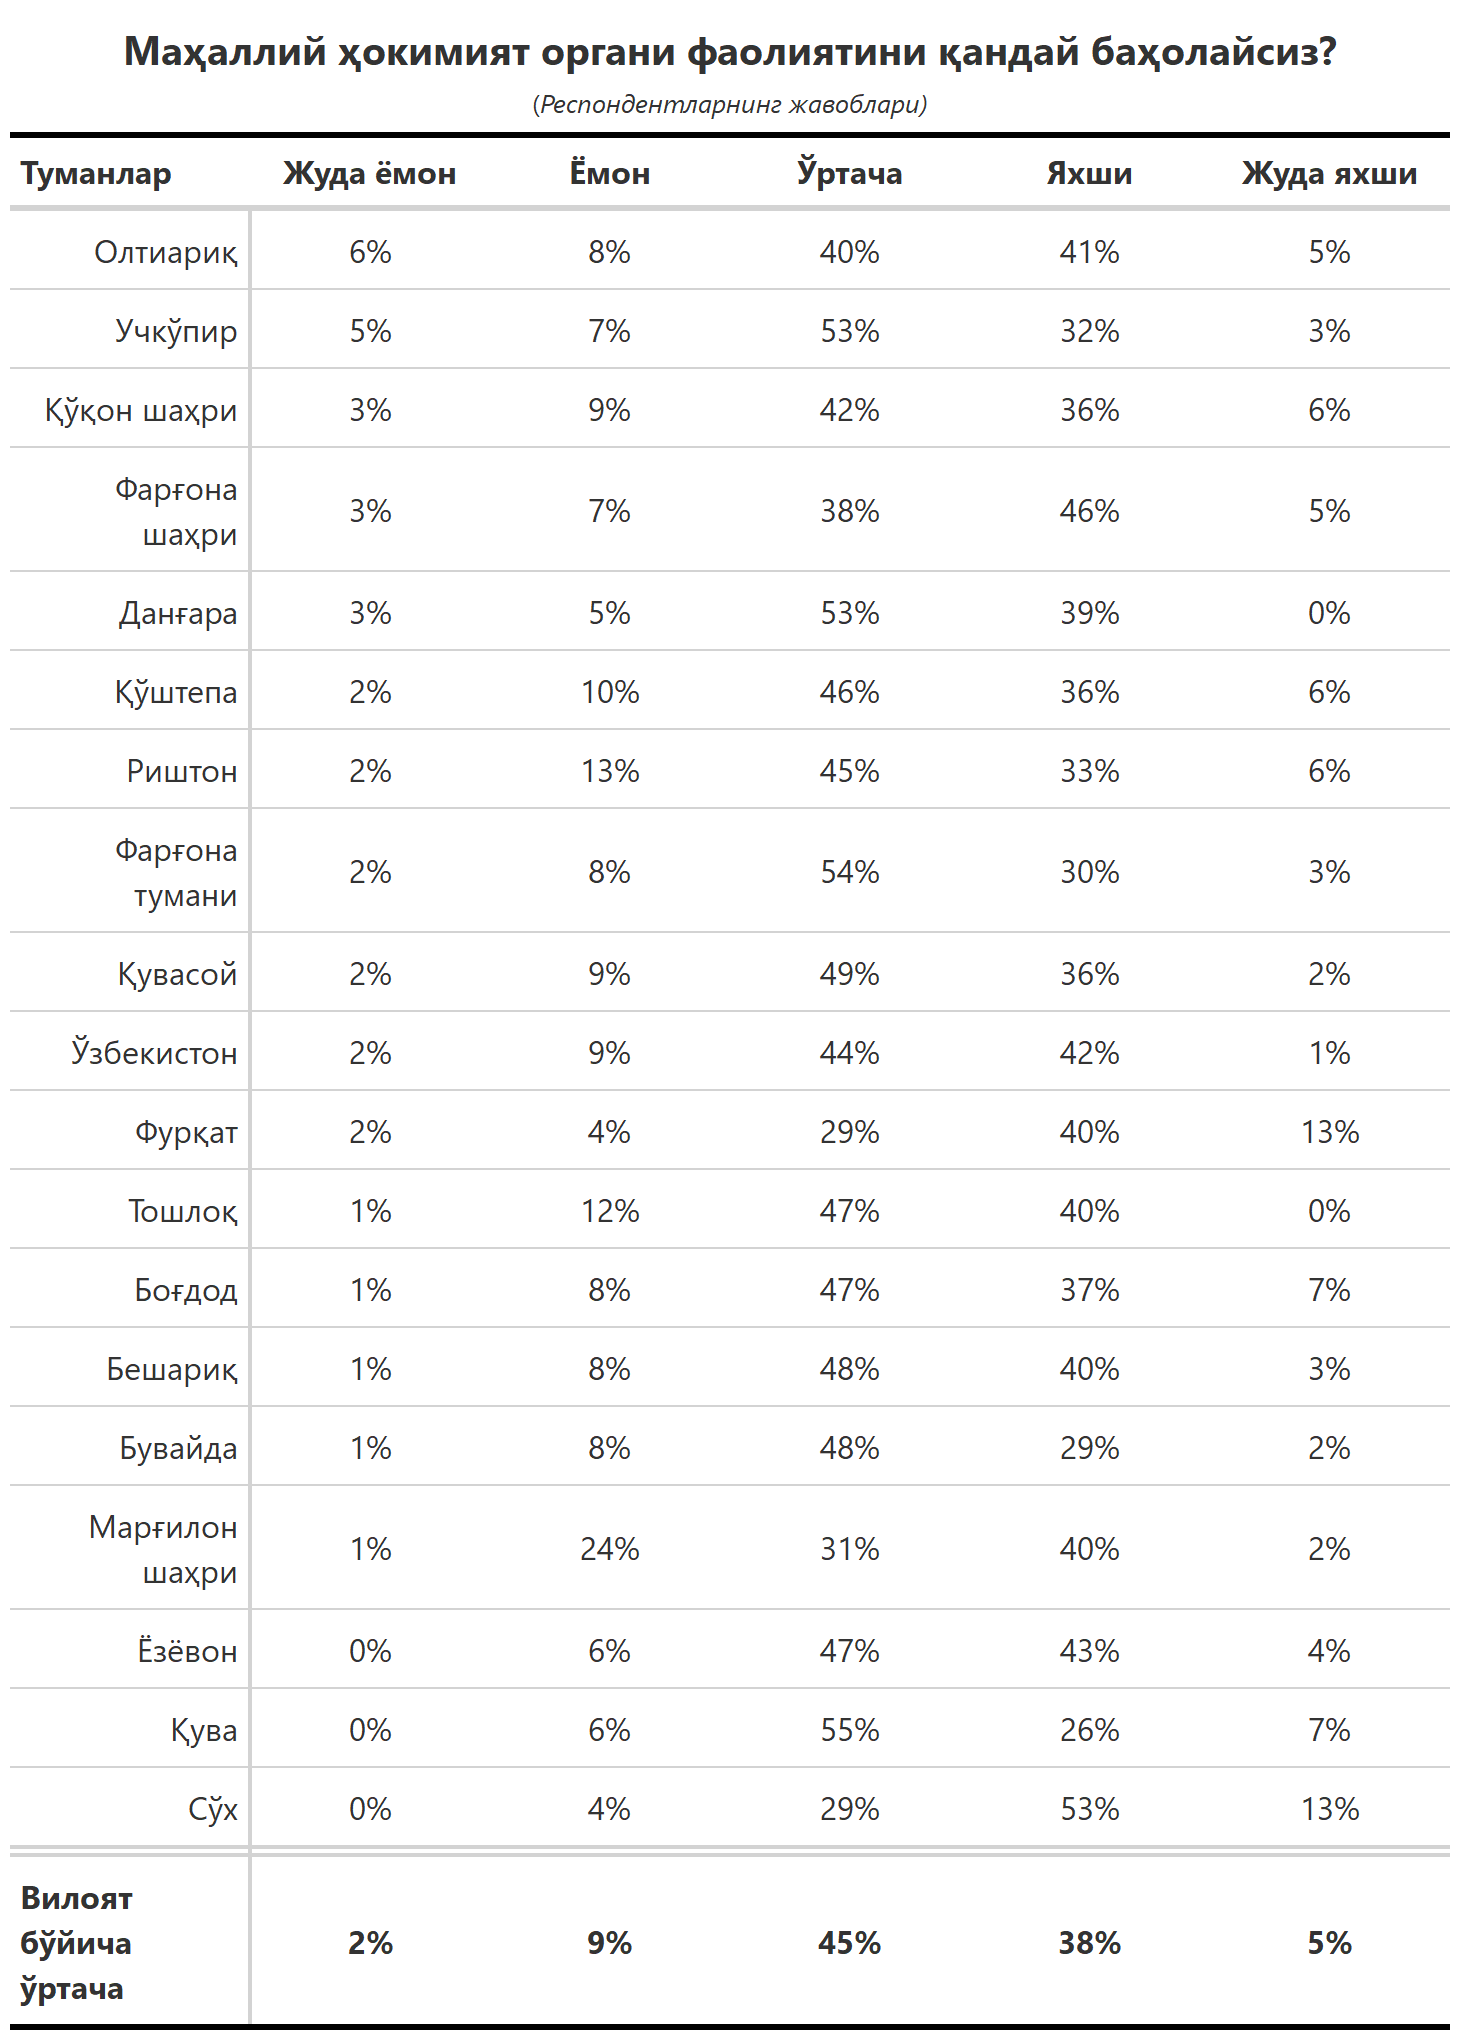 Маҳаллий ҳокимият органи фаолиятини қандай баҳолайсиз?
(Респондентларнинг жавоблари)
Туманлар Жуда ёмон Ёмон Ўртача Яхши Жуда яхши
Олтиариқ 6% 8% 40% 41% 5%
Учкўпир 5% 7% 53% 32% 3%
Қўқон шаҳри 3% 9% 42% 36% 6%
Фарғона
шаҳри 3% 7% 38% 46% 5%
Данғара 3% 5% 53% 39% 0%
Қўштепа 2% 10% 46% 36% 6%
Риштон 2% 13% 45% 33% 6%
Фарғона
тумани 2% 8% 54% 30% 3%
Қувасой 2% 9% 49% 36% 2%
Ўзбекистон 2% 9% 44% 42% 1%
Фурқат 2% 4% 29% 40% 13%
Тошлоқ 1% 12% 47% 40% 0%
Боғдод 1% 8% 47% 37% 7%
Бешариқ 1% 8% 48% 40% 3%
Бувайда 1% 8% 48% 29% 2%
Марғилон
шаҳри 1% 24% 31% 40% 2%
Ёзёвон 0% 6% 47% 43% 4%
Қува 0% 6% 55% 26% 7%
Сўх 0% 4% 29% 53% 13%
Вилоят
бўйича 2% 9% 45% 38% 5%
ўртача